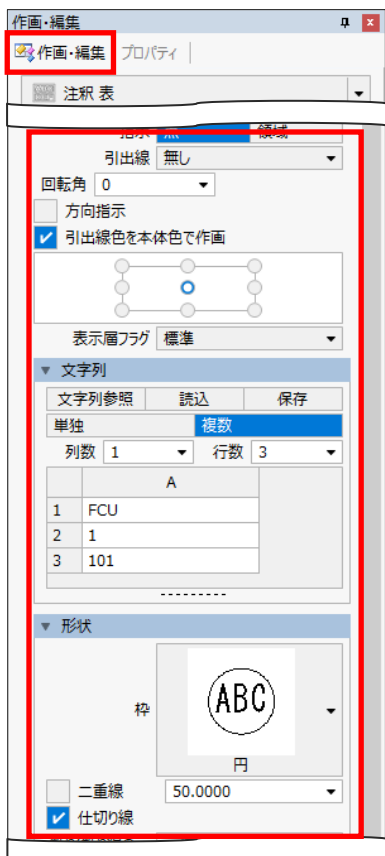 作画・編集
作画・編集 プロパティ
注釈 表
無 領域
引出線 無し
回転角 0
方向指示
引出線色を本体色で作画
表示層フラグ 標準
文字列
文字列参照 読込 保存
単独 複数
列数 1 行数 3
A
1 FCU
2 1
3 101
形状
ABC
枠
円
二重線 50.0000
仕切り線